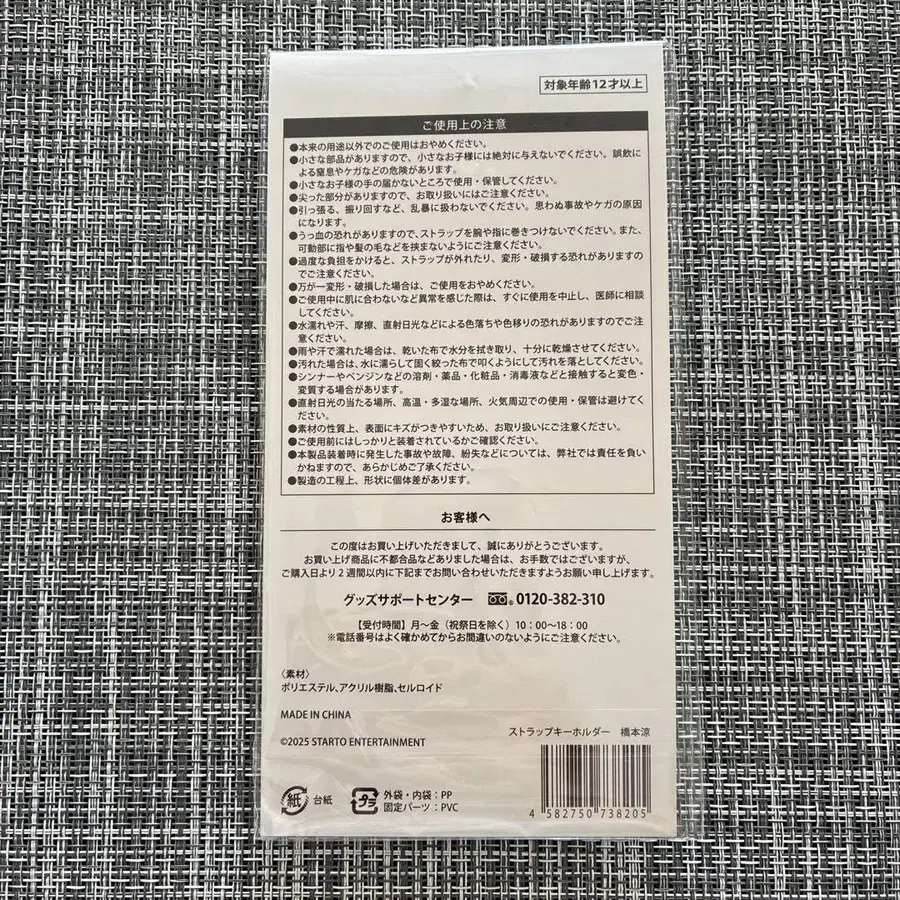 対象年齢12才以上
ご使用上の注意
●本来の用途以外でのご使用はおやめください。
●小さな部品がありますので、小さなお子様には絶対に与えないでください。誤飲
による窒息やケガなどの危険があります。
●小さなお子様の手の届かないところで使用・保管してください。
●尖った部分がありますので、お取り扱いにはご注意ください。
●引っ張る、振り回すなど、乱暴に扱わないでください。思わぬ事故やケガの原因
になります。
●うっ血の恐れがありますので、ストラップを腕や指に巻きつけないでください。また、
可動部に指や髪の毛などを挟まないようにご注意ください。
●過度な負担をかけると、ストラップが外れたり、変形・破損する恐れがありますの
でご注意ください。
●万が一変形・破損した場合は、ご使用をおやめください。
●ご使用中に肌に合わないなど異常を感じた際は、すぐに使用を中止し、医師に相談
してください。
●水濡れや汗、摩擦、直射日光などによる色落ちや色移りの恐れがありますのでご注
意ください。
●雨や汗で濡れた場合は、乾いた布で水分を拭き取り、十分に乾燥させてください。
●汚れた場合は、水に濡らして固く絞った布で叩くようにして汚れを落としてください。
●シンナーやベンジンなどの溶剤・薬品・化粧品・消毒液などと接触すると変色・
変質する場合があります。
●直射日光の当たる場所、高温・多湿な場所、火気周辺での使用・保管は避けてく
ださい。
●素材の性質上、表面にキズがつきやすいため、お取り扱いにご注意ください。
●ご使用前にはしっかりと装着されているかご確認ください。
●本製品装着時に発生した事故や故障、紛失などについては、弊社では責任を負い
かねますので、あらかじめご了承ください。
●製造の工程上、形状に個体差があります。
お客様へ
この度はお買い上げいただきまして、誠にありがとうございます。
お買い上げ商品に不都合品などありました場合は、お手数ではございますが、
ご購入日より2週間以内に下記までお問い合わせいただきますようお願い申し上げます。
グッズサポートセンター 0120-382-310
【受付時間】月～金（祝祭日を除く）10：00～18：00
※電話番号はよく確かめてからお間違いのないようにご注意ください。
〈素材〉
ポリエステル、アクリル樹脂、セルロイド
MADE IN CHINA
©2025 STARTO ENTERTAINMENT
ストラップキーホルダー 橋本涼
紙 台紙
プラ 外袋・内袋：PP
固定パーツ：PVC
4 582750 738205